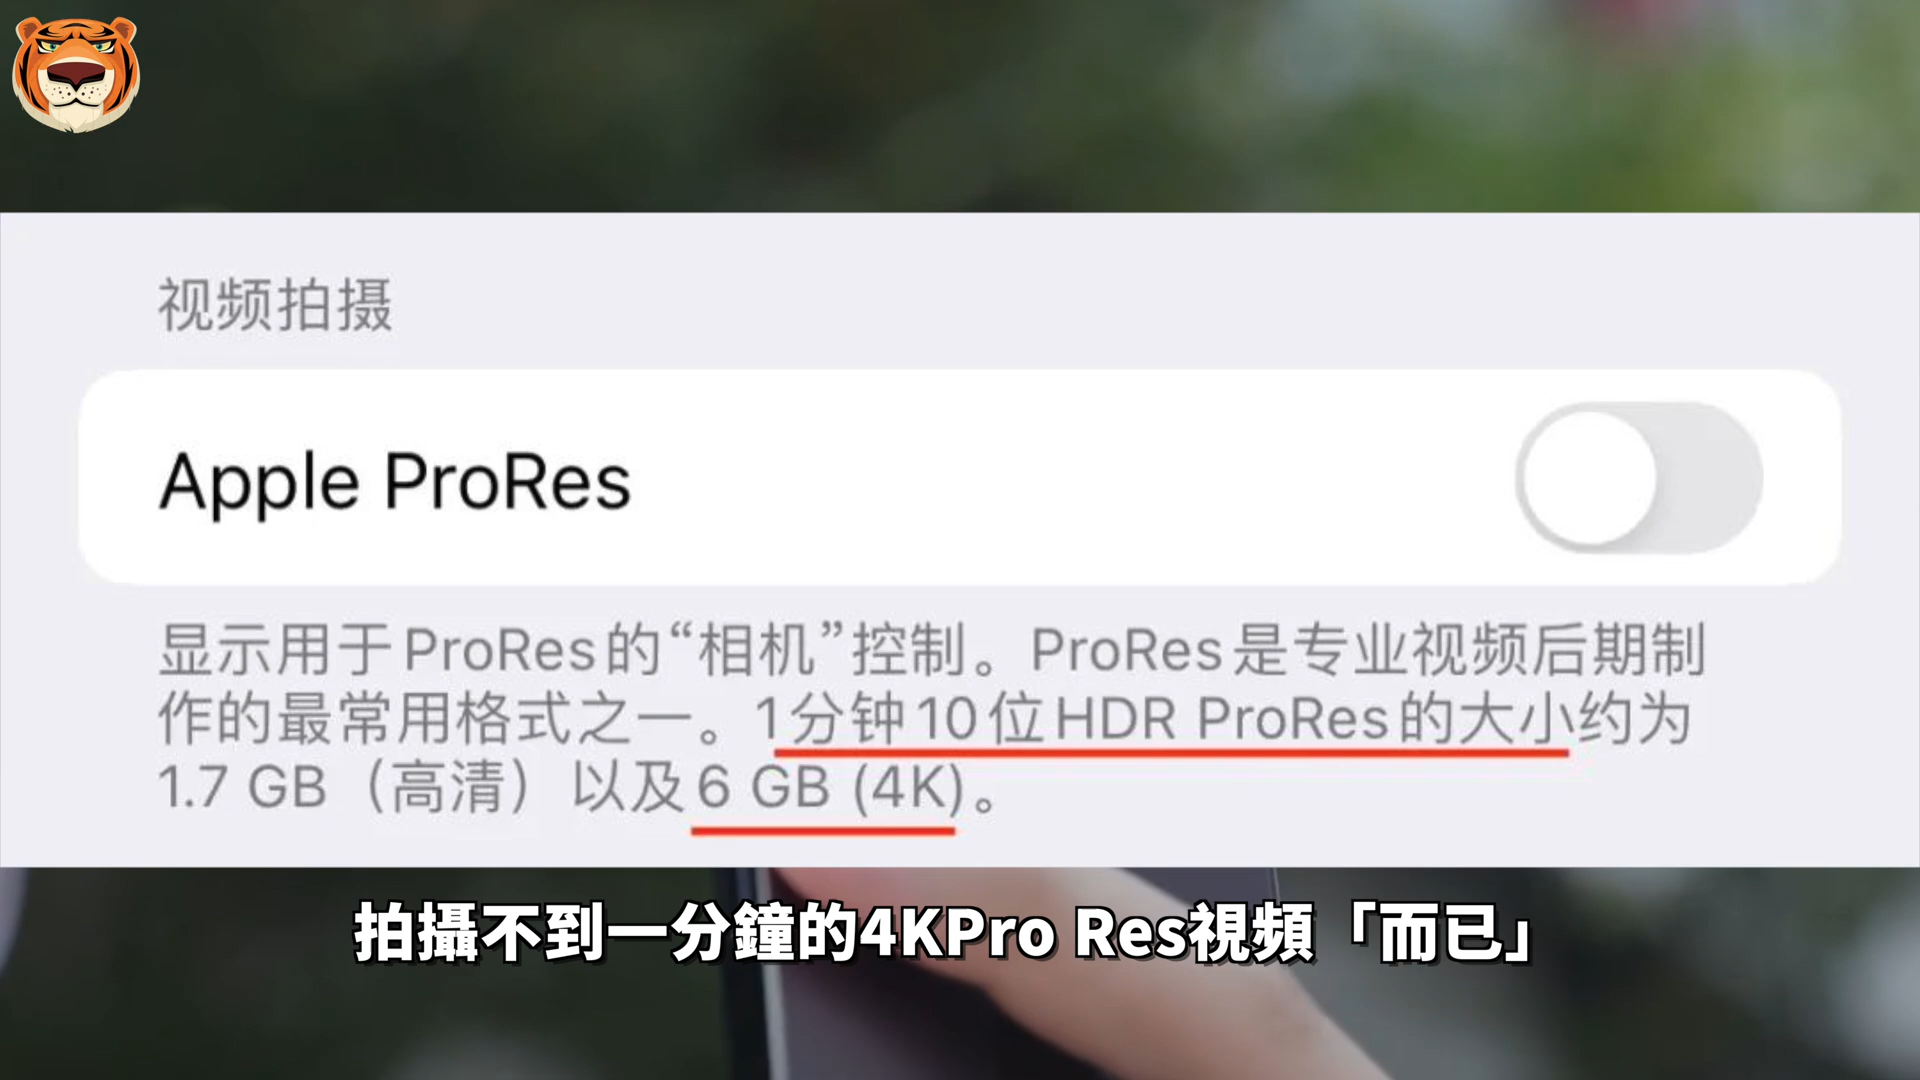 视频拍摄
Apple ProRes
显示用于ProRes的“相机”控制。ProRes是专业视频后期制
作的最常用格式之一。1分钟10位HDR ProRes的大小约为
1.7 GB（高清）以及6 GB (4K)。
拍攝不到一分鐘的4KPro Res視頻「而已」